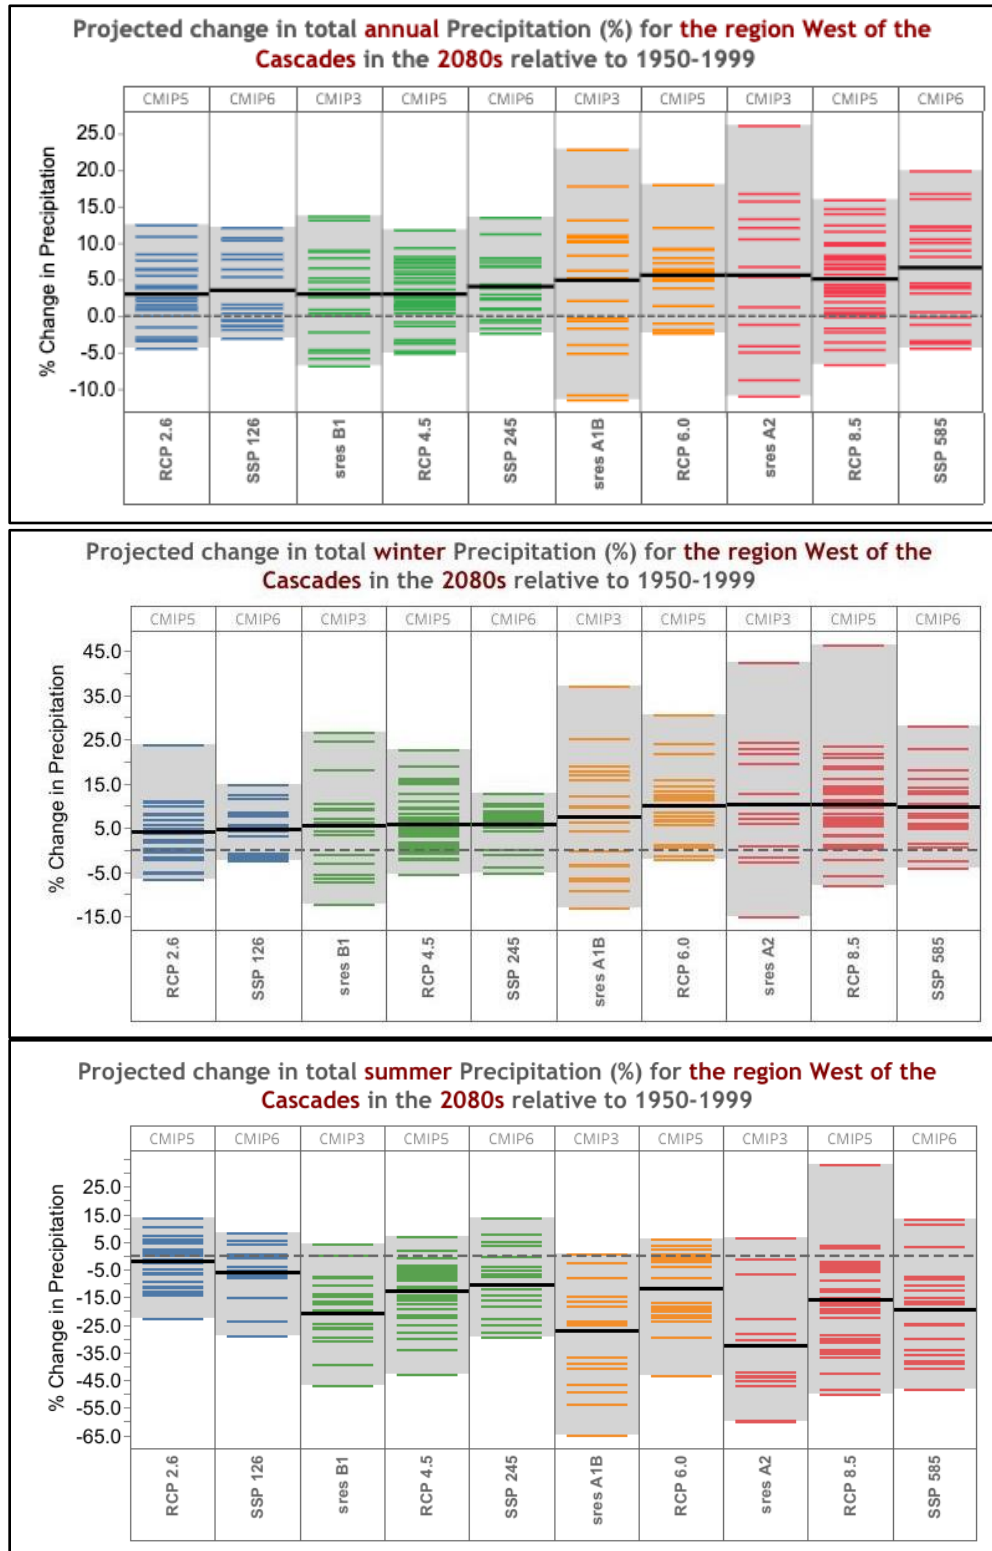 Projected change in total annual Precipitation (%) for the region West of the
Cascades in the 2080s relative to 1950-1999
CMIP5 CMIP6 CMIP3 CMIP5 CMIP6 CMIP3 CMIP5 CMIP3 CMIP5 CMIP6
% Change in Precipitation
25.0
20.0
15.0
10.0
5.0
0.0
-5.0
-10.0
RCP 2.6 SSP 126 sres B1 RCP 4.5 SSP 245 sres A1B RCP 6.0 sres A2 RCP 8.5 SSP 585
Projected change in total winter Precipitation (%) for the region West of the
Cascades in the 2080s relative to 1950-1999
CMIP5 CMIP6 CMIP3 CMIP5 CMIP6 CMIP3 CMIP5 CMIP3 CMIP5 CMIP6
% Change in Precipitation
45.0
35.0
25.0
15.0
5.0
-5.0
-15.0
RCP 2.6 SSP 126 sres B1 RCP 4.5 SSP 245 sres A1B RCP 6.0 sres A2 RCP 8.5 SSP 585
Projected change in total summer Precipitation (%) for the region West of the
Cascades in the 2080s relative to 1950-1999
CMIP5 CMIP6 CMIP3 CMIP5 CMIP6 CMIP3 CMIP5 CMIP3 CMIP5 CMIP6
% Change in Precipitation
25.0
15.0
5.0
-5.0
-15.0
-25.0
-35.0
-45.0
-55.0
-65.0
RCP 2.6 SSP 126 sres B1 RCP 4.5 SSP 245 sres A1B RCP 6.0 sres A2 RCP 8.5 SSP 585